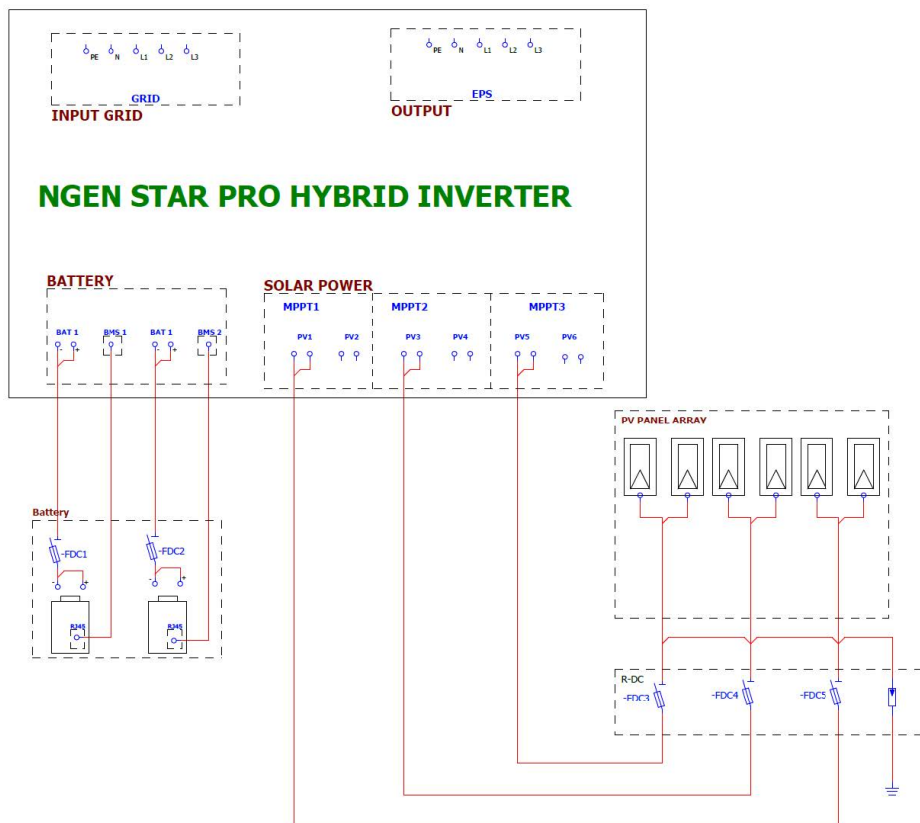 PE N L1 L2 L3
GRID
INPUT GRID
PE N L1 L2 L3
EPS
OUTPUT
NGEN STAR PRO HYBRID INVERTER
BATTERY
BAT 1 BMS 1 BAT 1 BMS 2
- + - +
SOLAR POWER
MPPT1 MPPT2 MPPT3
PV1 PV2 PV3 PV4 PV5 PV6
PV PANEL ARRAY
Battery
-FDC1 -FDC2
- + - +
RJ45 RJ45
R-DC
-FDC3 -FDC4 -FDC5